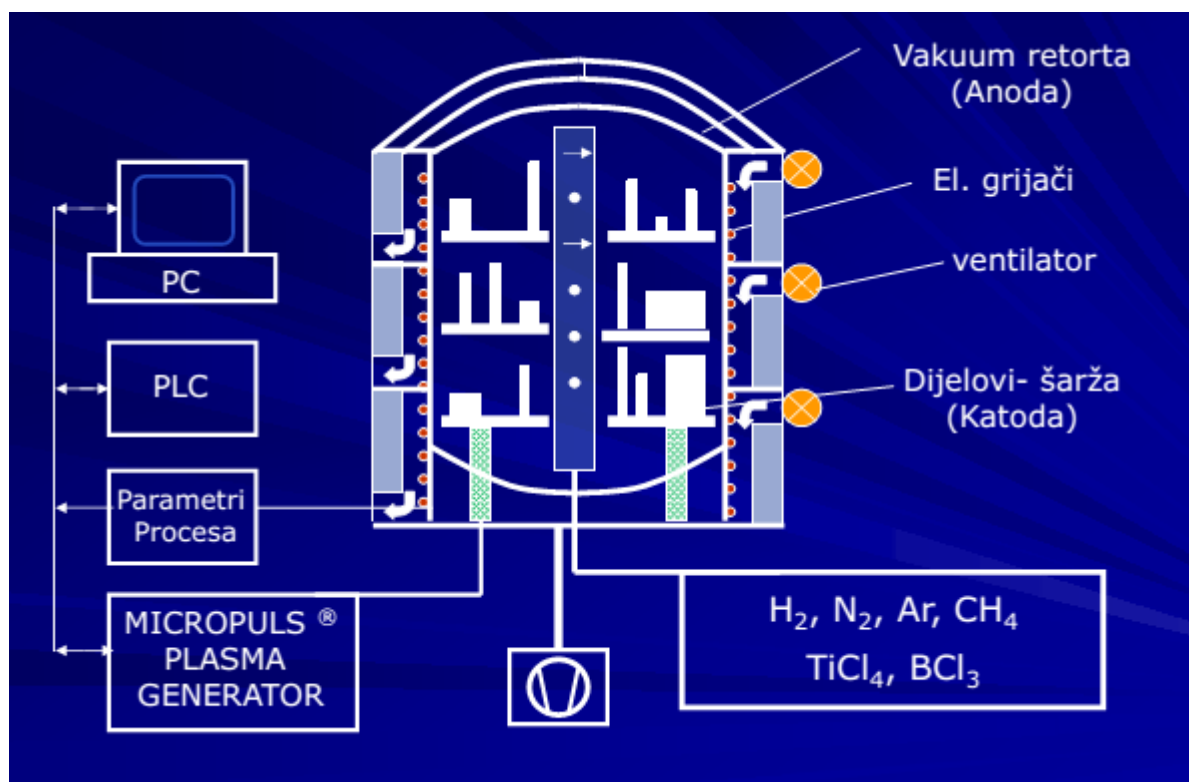 Vakuum retorta
(Anoda)
El. grijači
ventilator
Dijelovi- šarža
(Katoda)
PC
PLC
Parametri
Procesa
MICROPULS ®
PLASMA
GENERATOR
H₂, N₂, Ar, CH₄
TiCl₄, BCl₃